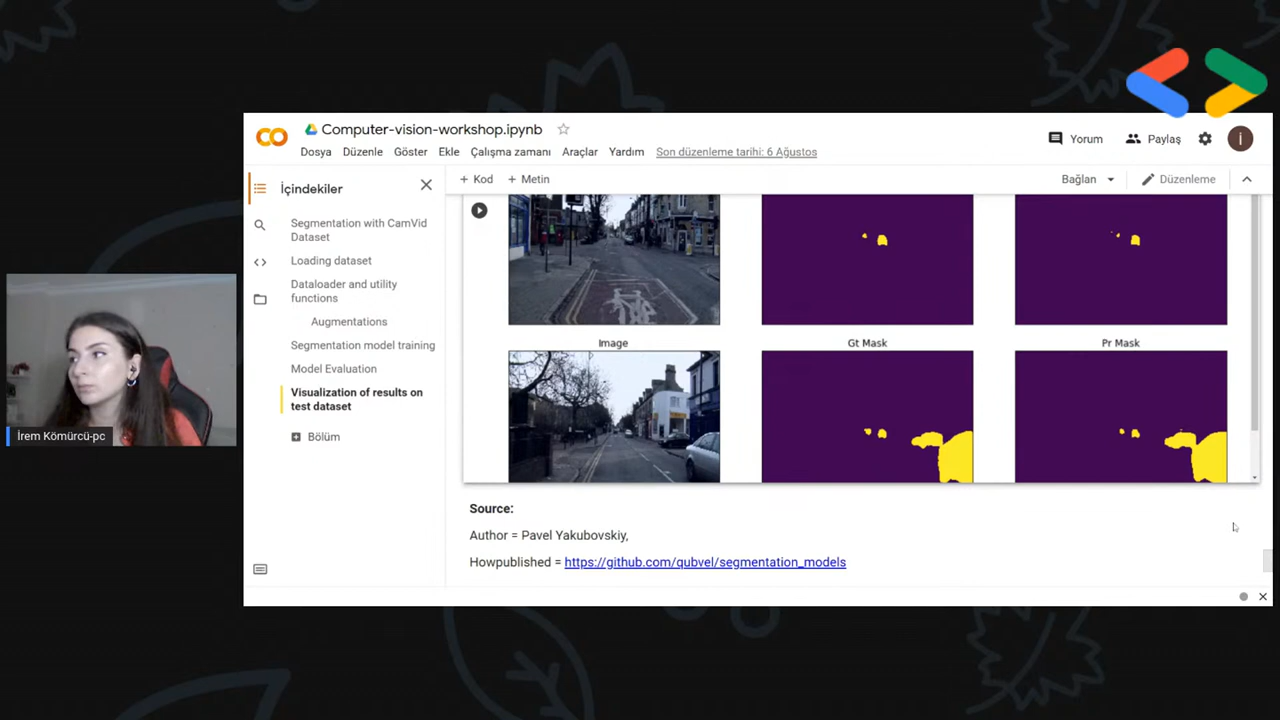 Computer-vision-workshop.ipynb
Yorum
Paylaş
i
Dosya
Düzenle
Göster
Ekle
Çalışma zamanı
Araçlar
Yardım
Son düzenleme tarihi: 6 Ağustos
İçindekiler
+ Kod
+ Metin
Bağlan
Düzenleme
Segmentation with CamVid
Dataset
Loading dataset
Dataloader and utility
functions
Augmentations
Segmentation model training
Model Evaluation
Visualization of results on
test dataset
Bölüm
Image
Gt Mask
Pr Mask
Source:
Author = Pavel Yakubovskiy,
Howpublished = https://github.com/qubvel/segmentation_models
İrem Kömürcü-pc